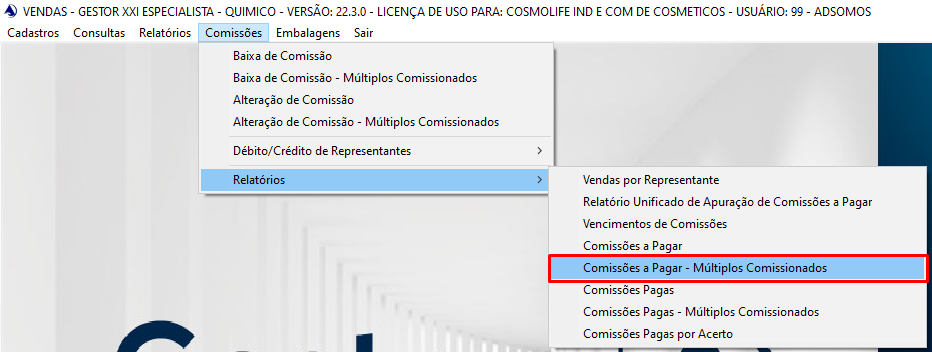 VENDAS - GESTOR XXI ESPECIALISTA - QUIMICO - VERSÃO: 22.3.0 - LICENÇA DE USO PARA: COSMOLIFE IND E COM DE COSMETICOS - USUÁRIO: 99 - ADSOMOS
Cadastros Consultas Relatórios Comissões Embalagens Sair
Baixa de Comissão
Baixa de Comissão - Múltiplos Comissionados
Alteração de Comissão
Alteração de Comissão - Múltiplos Comissionados
Débito/Crédito de Representantes
Relatórios
Vendas por Representante
Relatório Unificado de Apuração de Comissões a Pagar
Vencimentos de Comissões
Comissões a Pagar
Comissões a Pagar - Múltiplos Comissionados
Comissões Pagas
Comissões Pagas - Múltiplos Comissionados
Comissões Pagas por Acerto